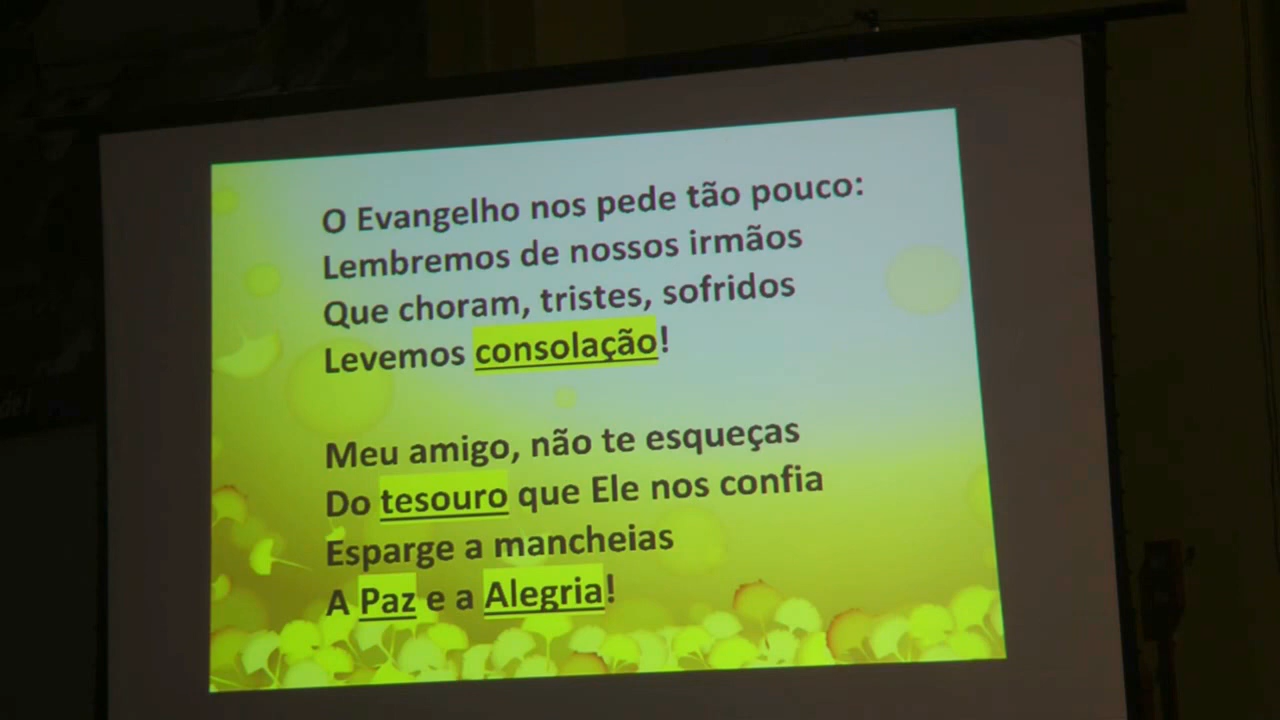 O Evangelho nos pede tão pouco:
Lembremos de nossos irmãos
Que choram, tristes, sofridos
Levemos consolação!
Meu amigo, não te esqueças
Do tesouro que Ele nos confia
Esparge a mancheias
A Paz e a Alegria!